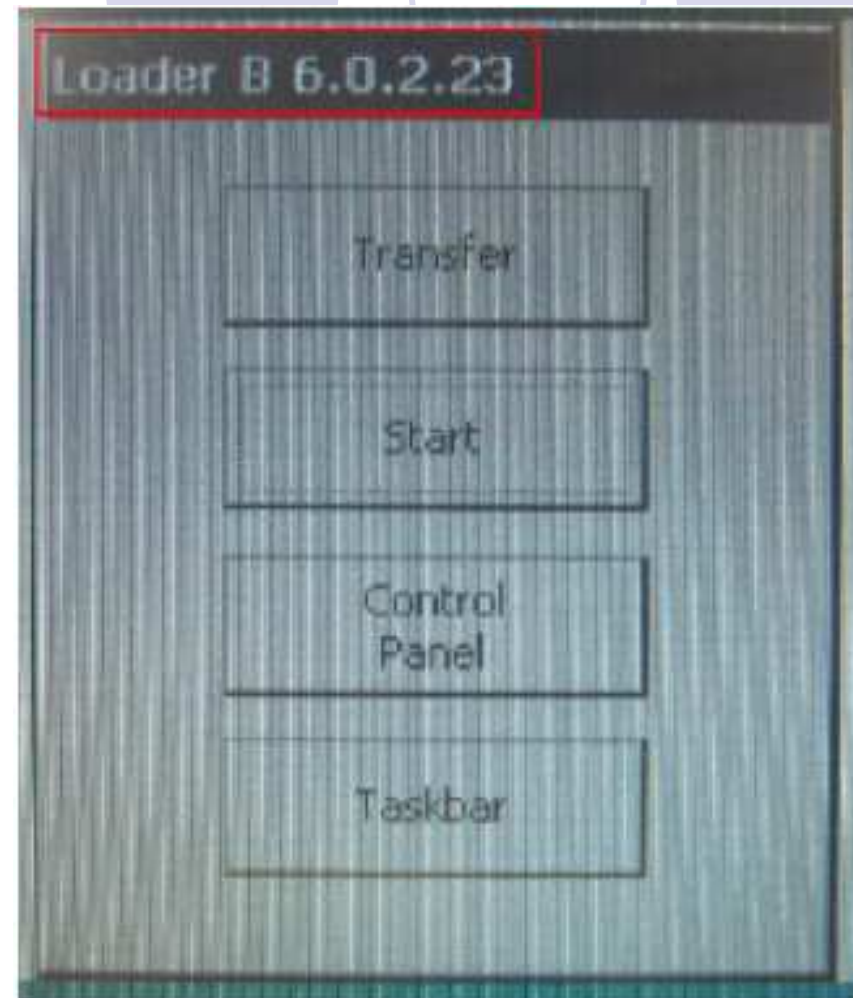 Loader B 6.0.2.23
Transfer
Start
Control
Panel
Taskbar